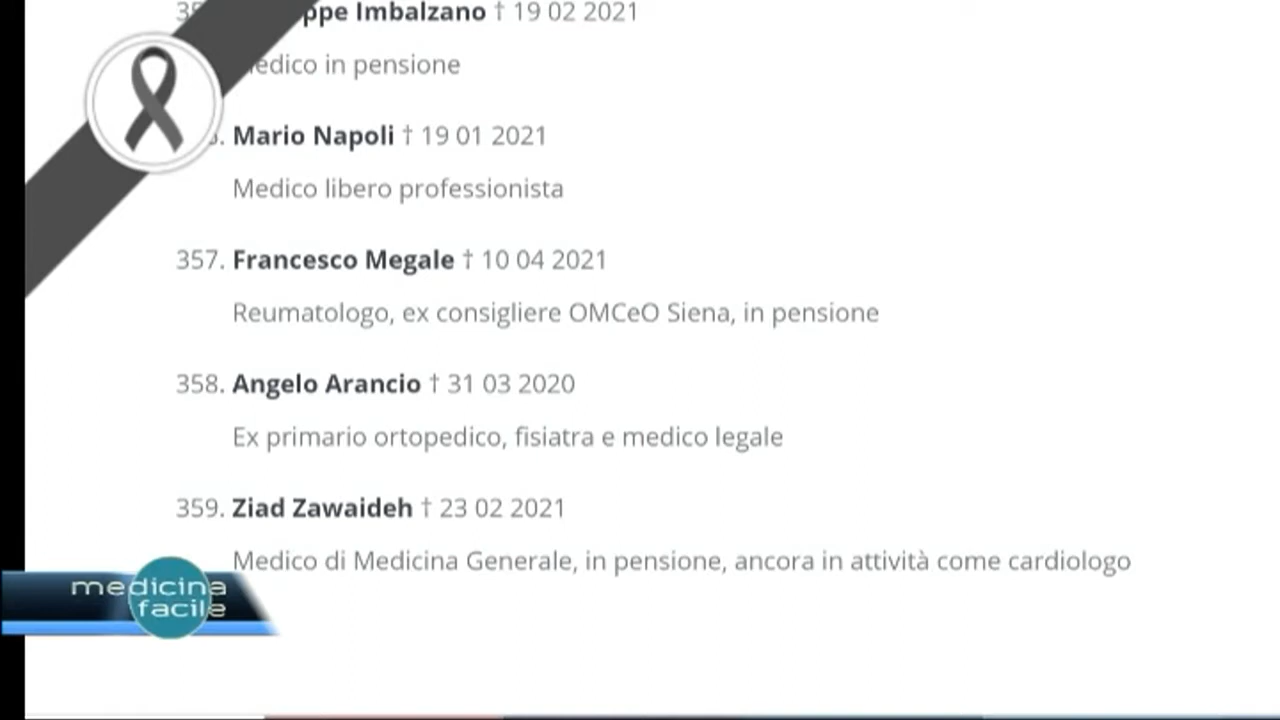 Imbalzano † 19 02 2021
in pensione
Mario Napoli † 19 01 2021
Medico libero professionista
357. Francesco Megale † 10 04 2021
Reumatologo, ex consigliere OMCeO Siena, in pensione
358. Angelo Arancio † 31 03 2020
Ex primario ortopedico, fisiatra e medico legale
359. Ziad Zawaideh † 23 02 2021
Medico di Medicina Generale, in pensione, ancora in attività come cardiologo
medicina
facile